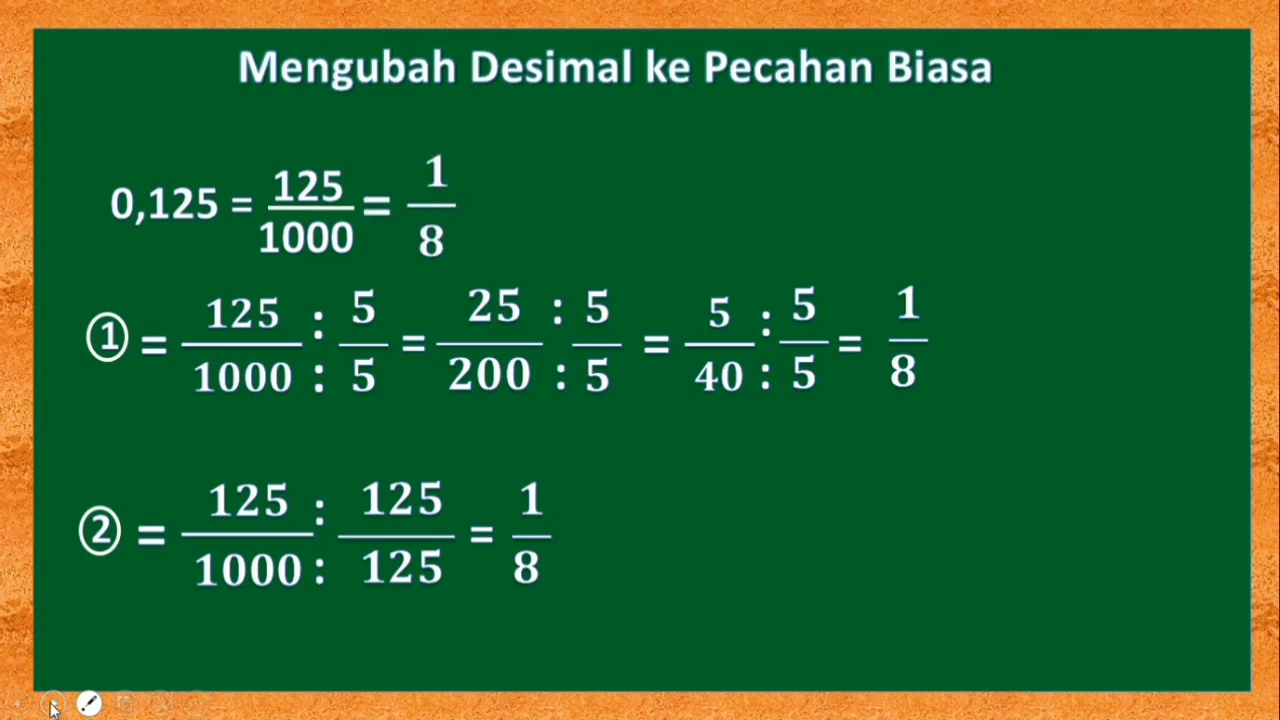 Mengubah Desimal ke Pecahan Biasa
0,125 = 125/1000 = 1/8
① = 125/1000 : 5/5 = 25/200 : 5/5 = 5/40 : 5/5 = 1/8
② = 125/1000 : 125/125 = 1/8